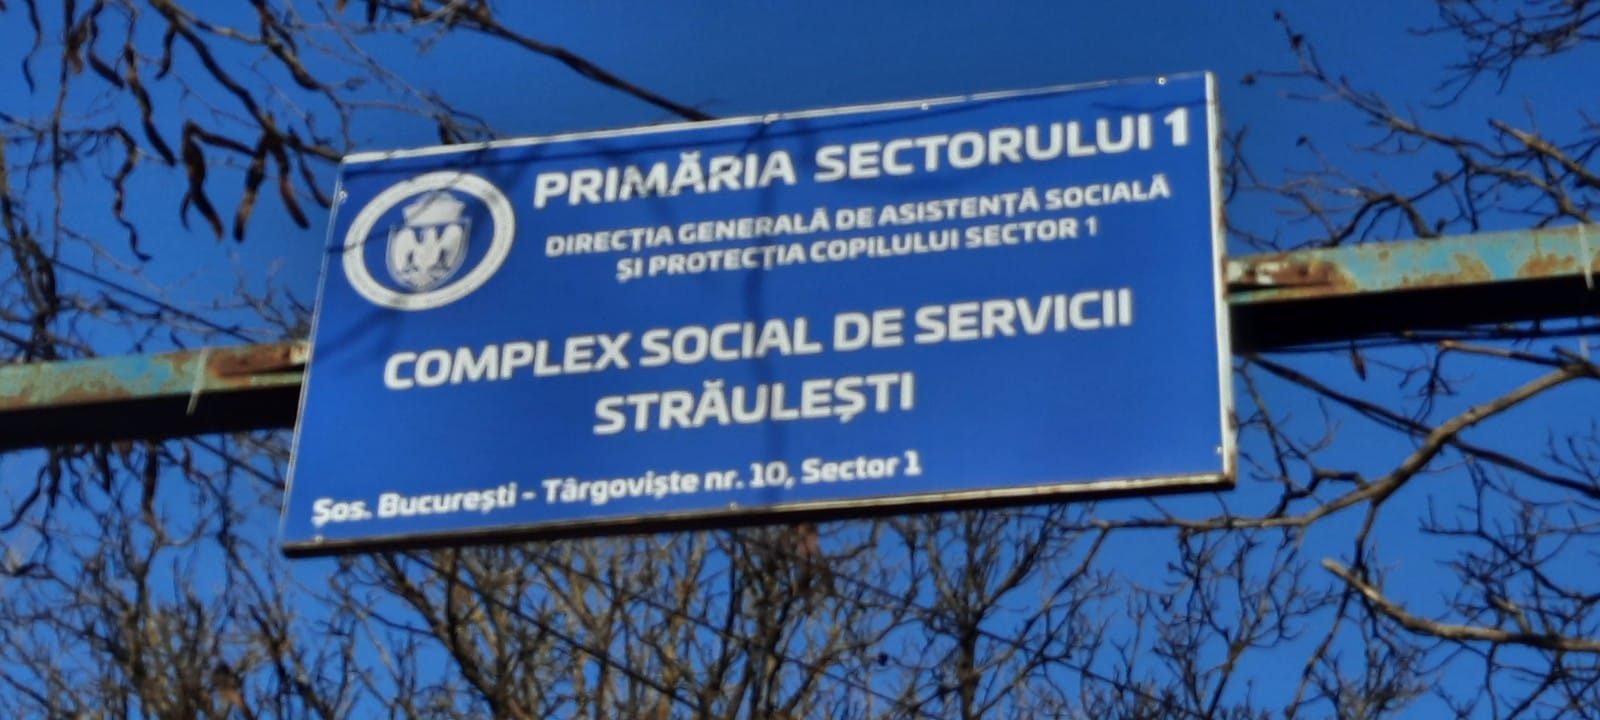 PRIMĂRIA SECTORULUI 1
DIRECȚIA GENERALĂ DE ASISTENȚĂ SOCIALĂ
ȘI PROTECȚIA COPILULUI SECTOR 1
COMPLEX SOCIAL DE SERVICII
STRĂULEȘTI
Șos. București - Târgoviște nr. 10, Sector 1